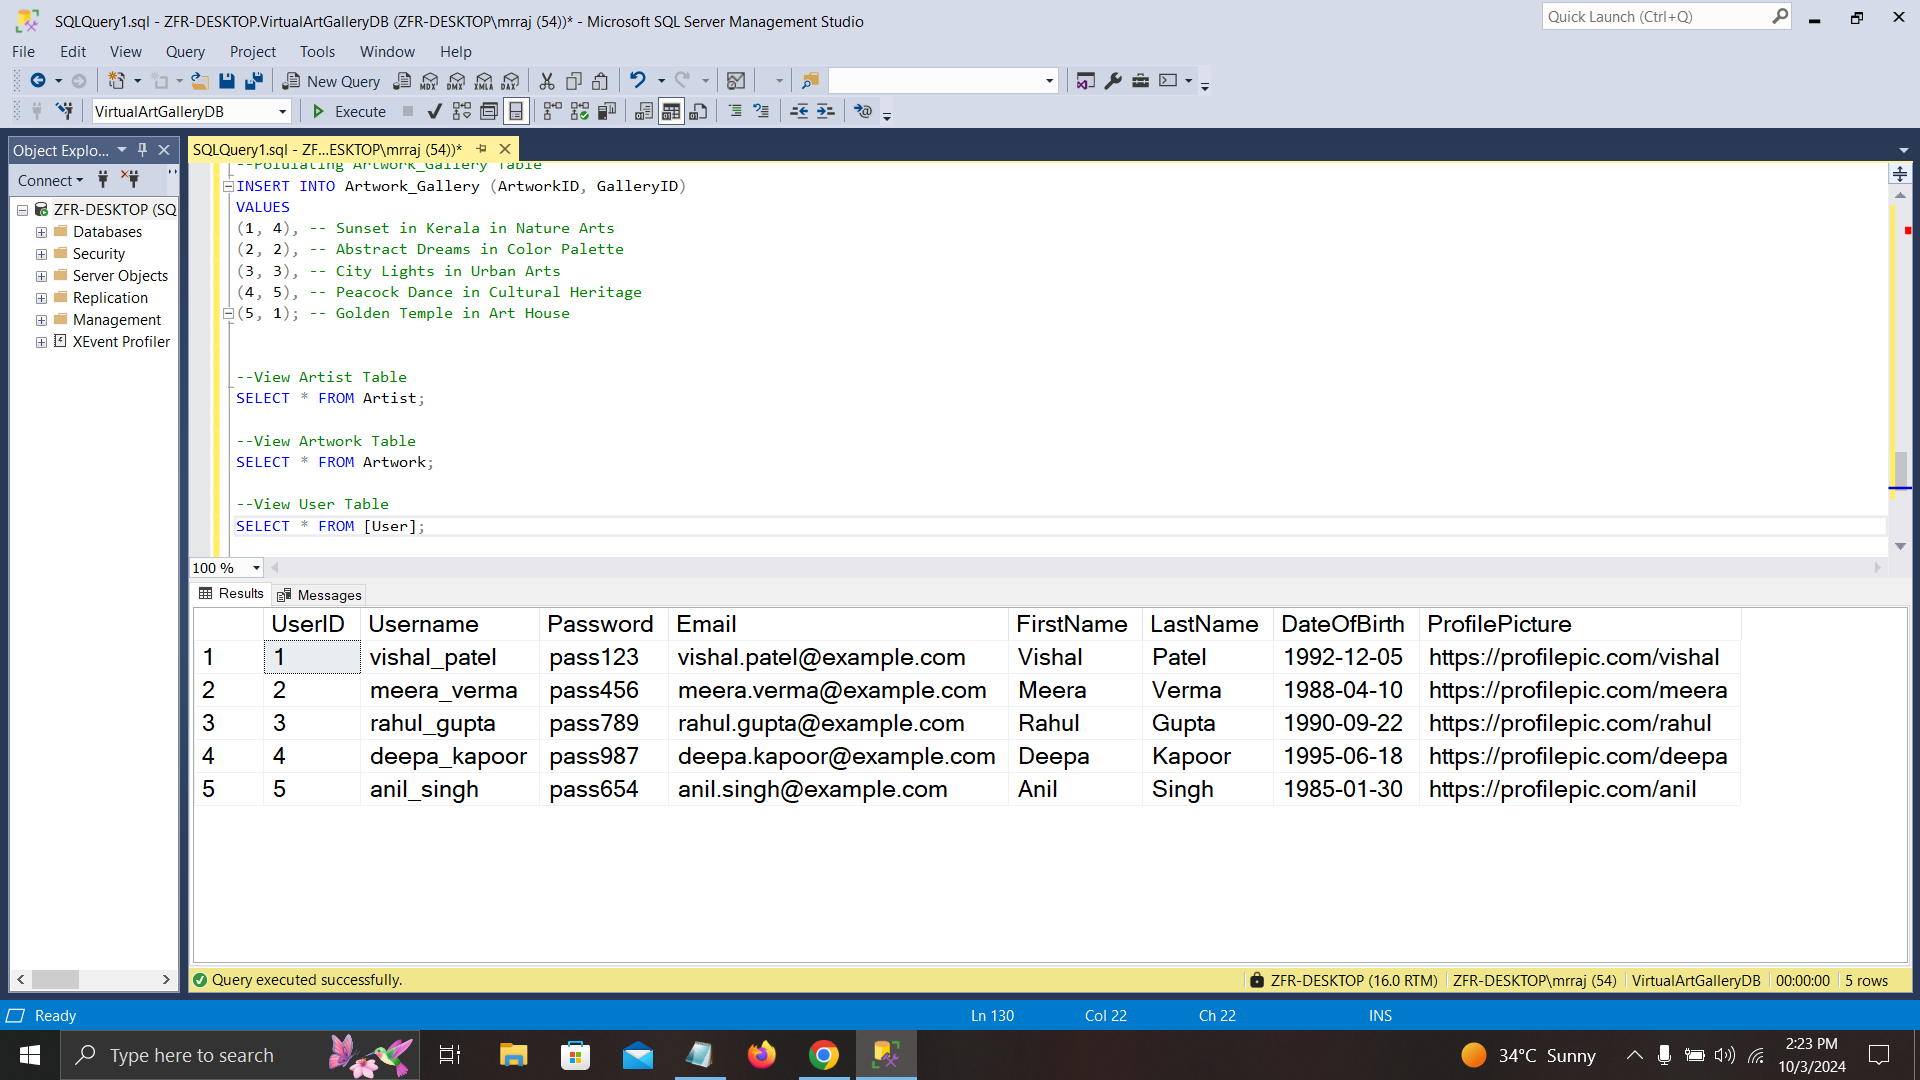 SQLQuery1.sql - ZFR-DESKTOP.VirtualArtGalleryDB (ZFR-DESKTOP\mrraj (54))* - Microsoft SQL Server Management Studio
Quick Launch (Ctrl+Q)
File Edit View Query Project Tools Window Help
New Query MDX DMX XMLA DAX
VirtualArtGalleryDB Execute
Object Explo...
SQLQuery1.sql - ZF...ESKTOP\mrraj (54))*
Connect
ZFR-DESKTOP (SQ
Databases
Security
Server Objects
Replication
Management
XEvent Profiler
--Polulating Artwork_Gallery Table
INSERT INTO Artwork_Gallery (ArtworkID, GalleryID)
VALUES
(1, 4), -- Sunset in Kerala in Nature Arts
(2, 2), -- Abstract Dreams in Color Palette
(3, 3), -- City Lights in Urban Arts
(4, 5), -- Peacock Dance in Cultural Heritage
(5, 1); -- Golden Temple in Art House
--View Artist Table
SELECT * FROM Artist;
--View Artwork Table
SELECT * FROM Artwork;
--View User Table
SELECT * FROM [User];
100 %
Results Messages
UserID Username Password Email FirstName LastName DateOfBirth ProfilePicture
1 1 vishal_patel pass123 vishal.patel@example.com Vishal Patel 1992-12-05 https://profilepic.com/vishal
2 2 meera_verma pass456 meera.verma@example.com Meera Verma 1988-04-10 https://profilepic.com/meera
3 3 rahul_gupta pass789 rahul.gupta@example.com Rahul Gupta 1990-09-22 https://profilepic.com/rahul
4 4 deepa_kapoor pass987 deepa.kapoor@example.com Deepa Kapoor 1995-06-18 https://profilepic.com/deepa
5 5 anil_singh pass654 anil.singh@example.com Anil Singh 1985-01-30 https://profilepic.com/anil
Query executed successfully. ZFR-DESKTOP (16.0 RTM) ZFR-DESKTOP\mrraj (54) VirtualArtGalleryDB 00:00:00 5 rows
Ready Ln 130 Col 22 Ch 22 INS
Type here to search
34°C Sunny
2:23 PM
10/3/2024